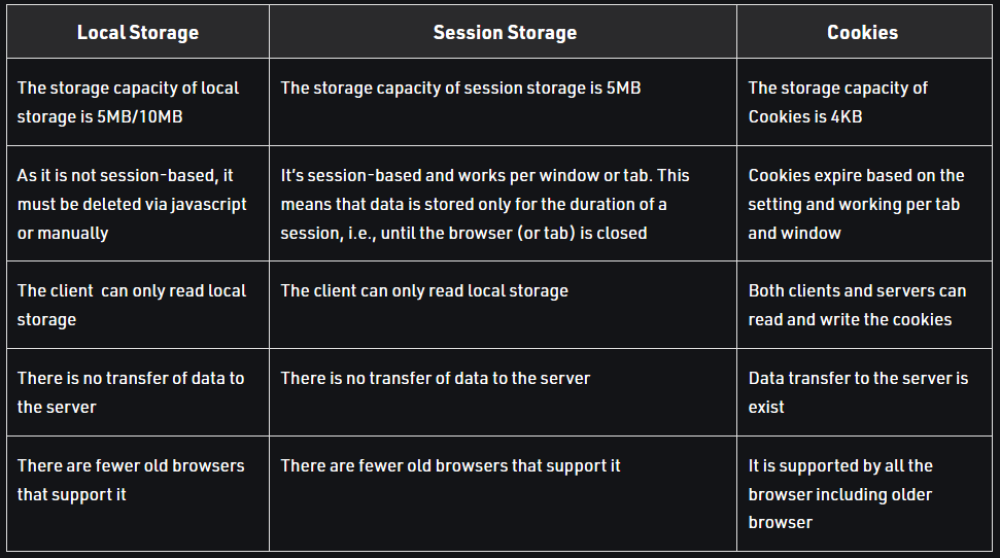 Local Storage
Session Storage
Cookies
The storage capacity of local
storage is 5MB/10MB
The storage capacity of session storage is 5MB
The storage capacity of
Cookies is 4KB
As it is not session-based, it
must be deleted via javascript
or manually
It's session-based and works per window or tab. This
means that data is stored only for the duration of a
session, i.e., until the browser (or tab) is closed
Cookies expire based on the
setting and working per tab
and window
The client  can only read local
storage
The client can only read local storage
Both clients and servers can
read and write the cookies
There is no transfer of data to
the server
There is no transfer of data to the server
Data transfer to the server is
exist
There are fewer old browsers
that support it
There are fewer old browsers that support it
It is supported by all the
browser including older
browser